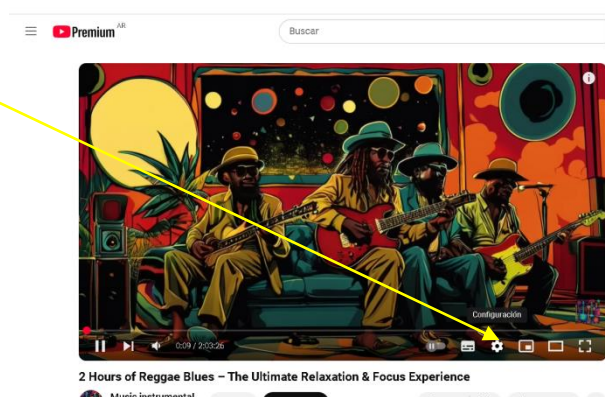 Premium AR
Buscar
Configuración
0:09 / 2:03:26
2 Hours of Reggae Blues – The Ultimate Relaxation & Focus Experience
Music instrumental